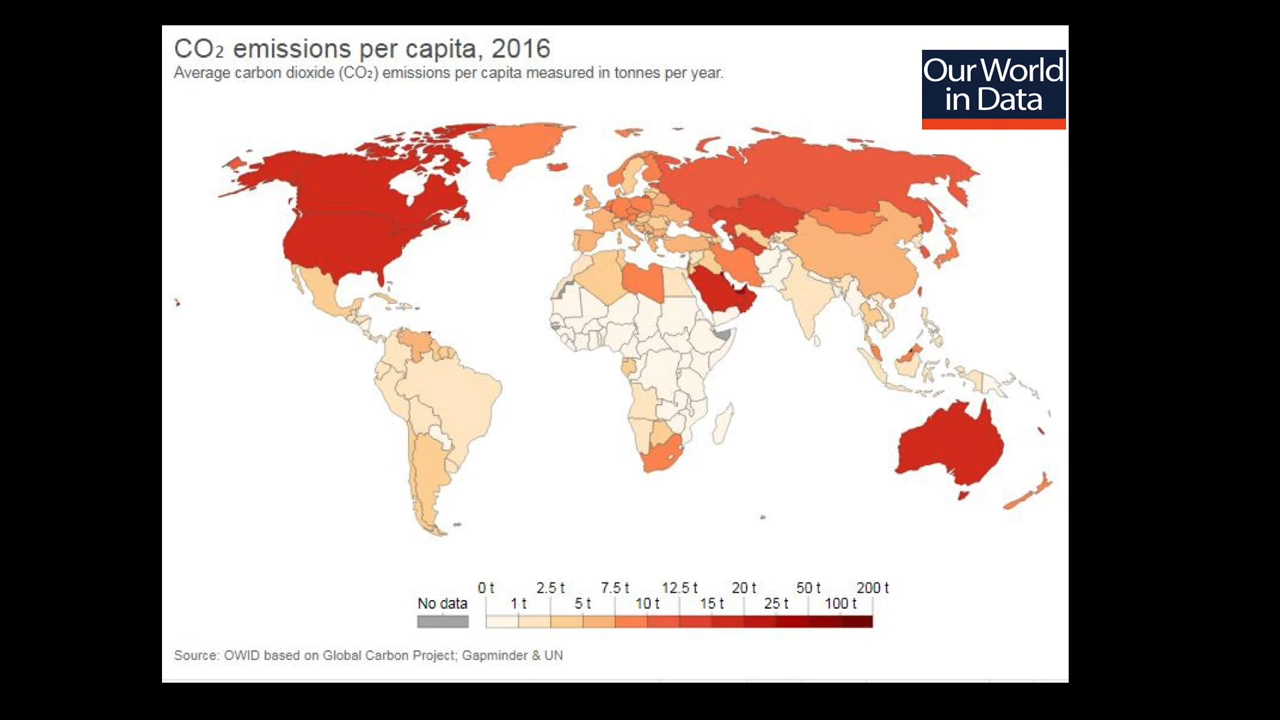 CO₂ emissions per capita, 2016
Average carbon dioxide (CO₂) emissions per capita measured in tonnes per year.
Our World
in Data
0 t 2.5 t 7.5 t 12.5 t 20 t 50 t 200 t
No data 1 t 5 t 10 t 15 t 25 t 100 t
Source: OWID based on Global Carbon Project; Gapminder & UN